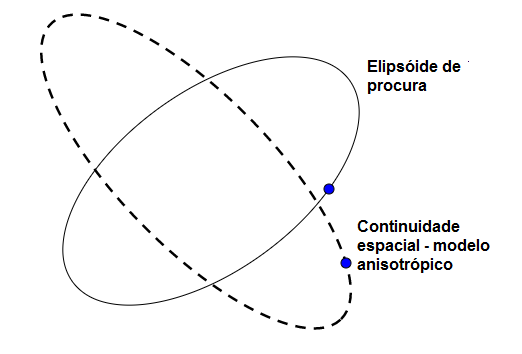 Elipsóide de
procura
Continuidade
espacial - modelo
anisotrópico